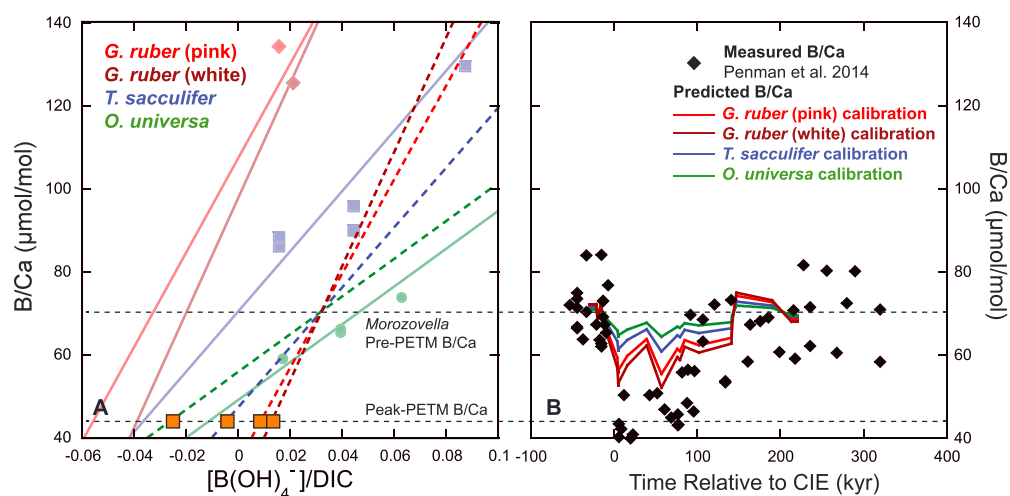 140
120
100
80
60
40
B/Ca (μmol/mol)
G. ruber (pink)
G. ruber (white)
T. sacculifer
O. universa
Morozovella
Pre-PETM B/Ca
Peak-PETM B/Ca
A
-0.06
-0.04
-0.02
0
0.02
0.04
0.06
0.08
0.1
[B(OH)4-]/DIC
Measured B/Ca
Penman et al. 2014
Predicted B/Ca
G. ruber (pink) calibration
G. ruber (white) calibration
T. sacculifer calibration
O. universa calibration
B
-100
0
100
200
300
400
Time Relative to CIE (kyr)
140
120
100
80
60
40
B/Ca (μmol/mol)